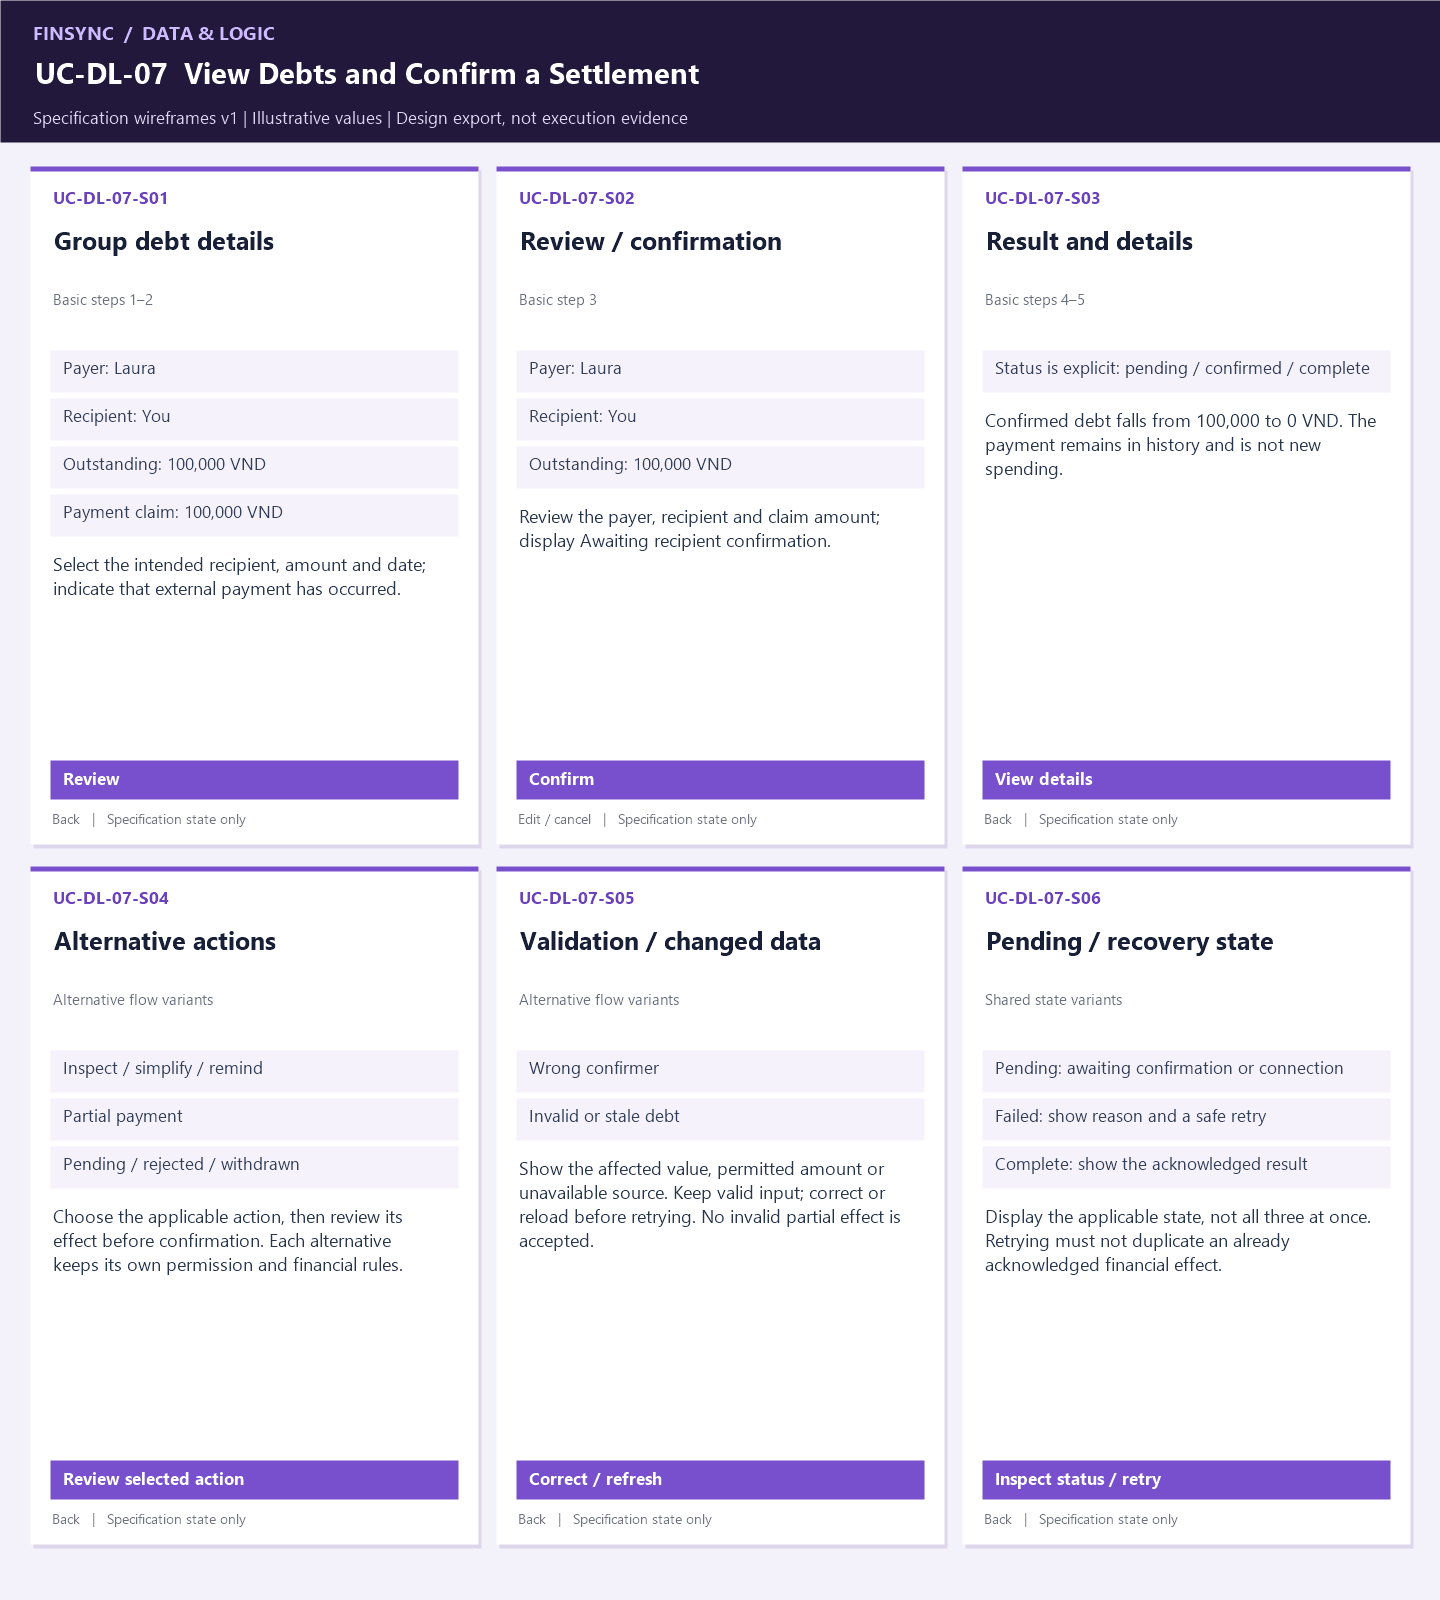 FINSYNC / DATA & LOGIC
UC-DL-07 View Debts and Confirm a Settlement
Specification wireframes v1 | Illustrative values | Design export, not execution evidence
UC-DL-07-S01
Group debt details
Basic steps 1–2
Payer: Laura
Recipient: You
Outstanding: 100,000 VND
Payment claim: 100,000 VND
Select the intended recipient, amount and date;
indicate that external payment has occurred.
Review
Back | Specification state only
UC-DL-07-S02
Review / confirmation
Basic step 3
Payer: Laura
Recipient: You
Outstanding: 100,000 VND
Review the payer, recipient and claim amount;
display Awaiting recipient confirmation.
Confirm
Edit / cancel | Specification state only
UC-DL-07-S03
Result and details
Basic steps 4–5
Status is explicit: pending / confirmed / complete
Confirmed debt falls from 100,000 to 0 VND. The
payment remains in history and is not new
spending.
View details
Back | Specification state only
UC-DL-07-S04
Alternative actions
Alternative flow variants
Inspect / simplify / remind
Partial payment
Pending / rejected / withdrawn
Choose the applicable action, then review its
effect before confirmation. Each alternative
keeps its own permission and financial rules.
Review selected action
Back | Specification state only
UC-DL-07-S05
Validation / changed data
Alternative flow variants
Wrong confirmer
Invalid or stale debt
Show the affected value, permitted amount or
unavailable source. Keep valid input; correct or
reload before retrying. No invalid partial effect is
accepted.
Correct / refresh
Back | Specification state only
UC-DL-07-S06
Pending / recovery state
Shared state variants
Pending: awaiting confirmation or connection
Failed: show reason and a safe retry
Complete: show the acknowledged result
Display the applicable state, not all three at once.
Retrying must not duplicate an already
acknowledged financial effect.
Inspect status / retry
Back | Specification state only